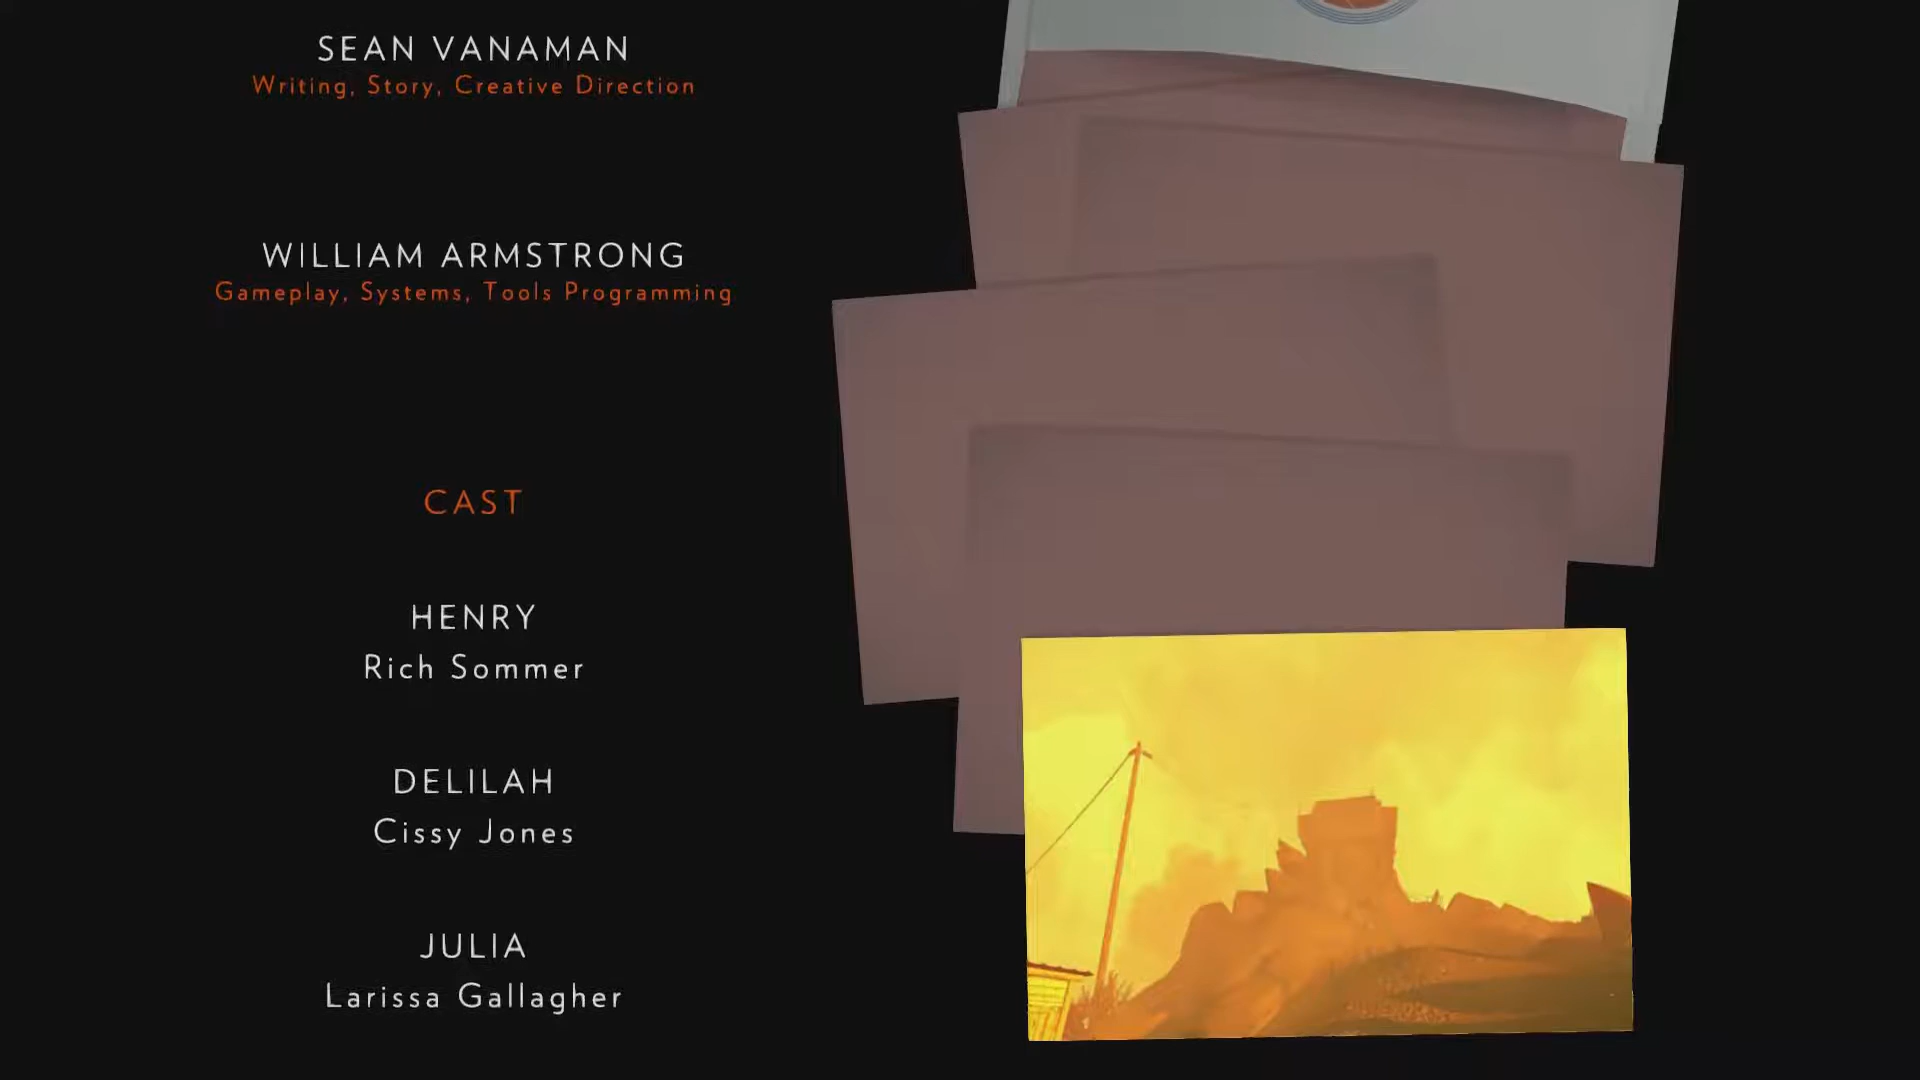 SEAN VANAMAN
Writing, Story, Creative Direction
WILLIAM ARMSTRONG
Gameplay, Systems, Tools Programming
CAST
HENRY
Rich Sommer
DELILAH
Cissy Jones
JULIA
Larissa Gallagher